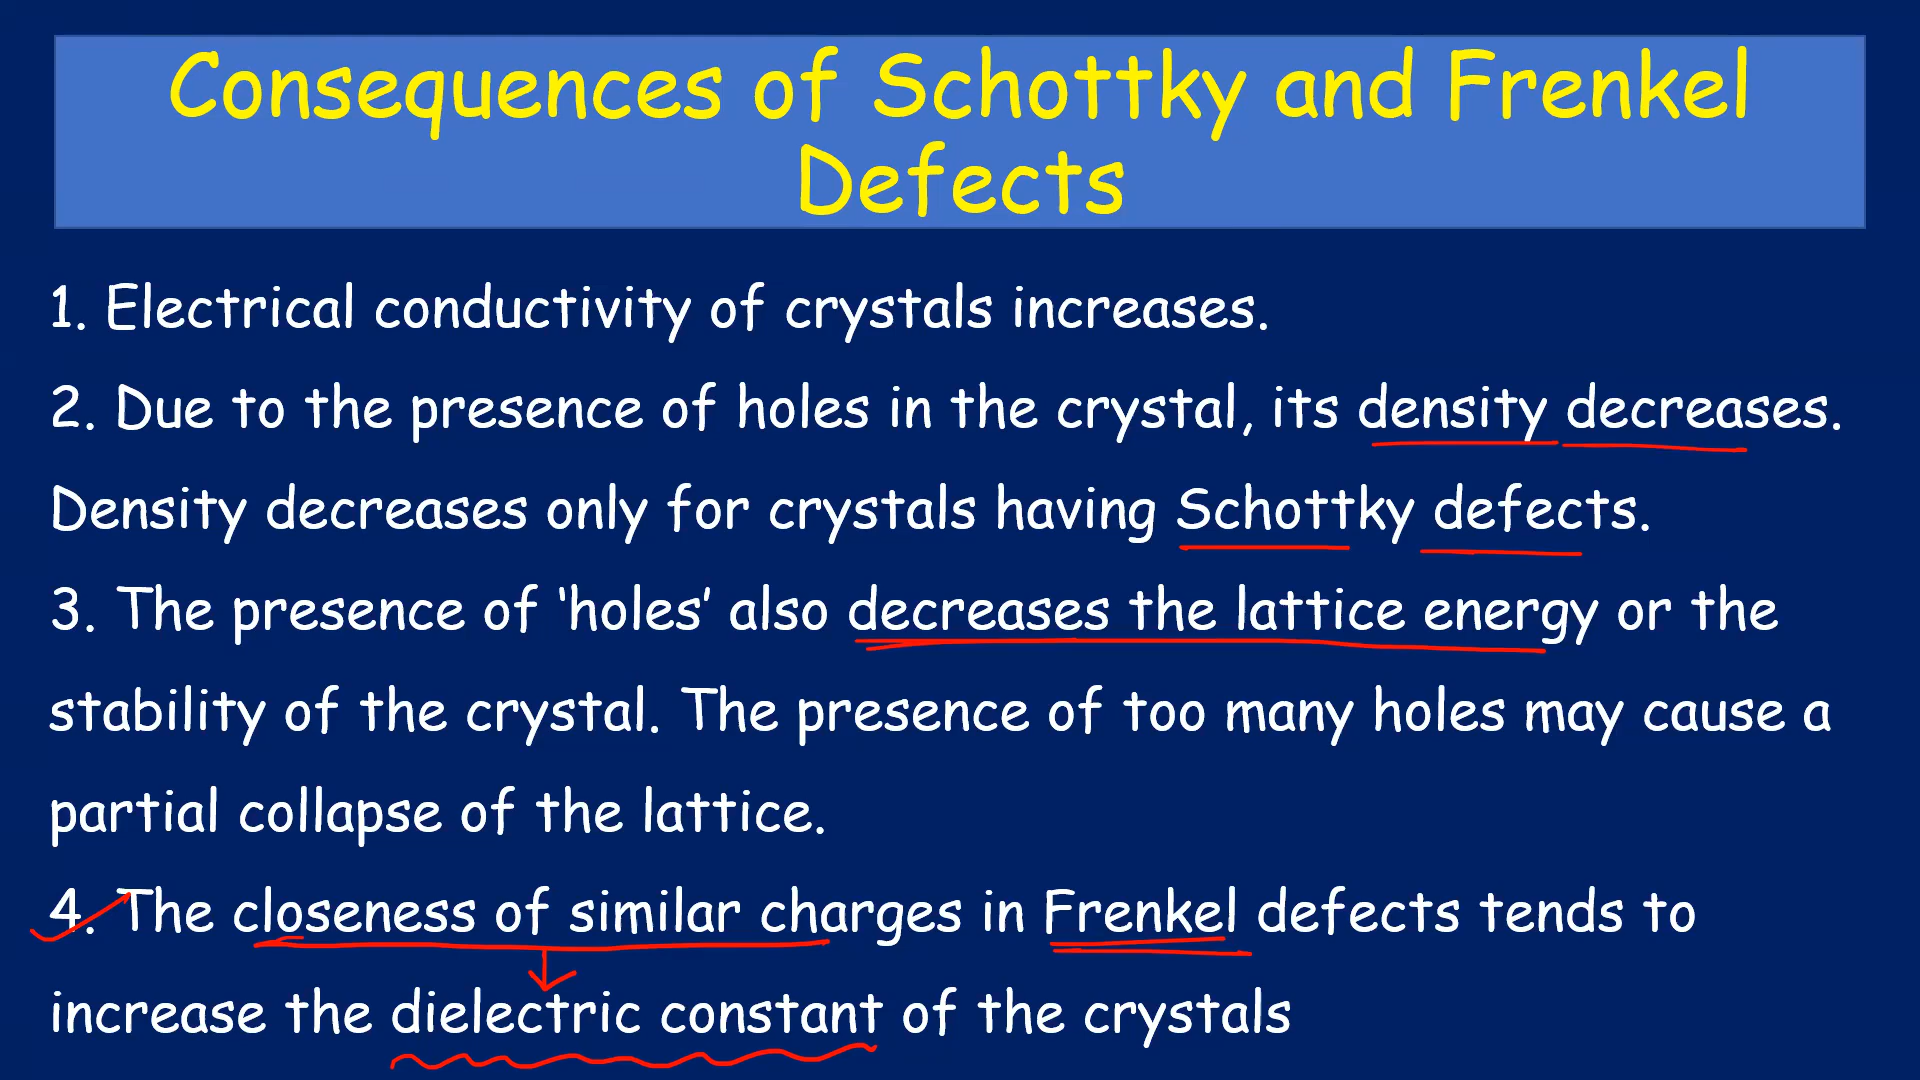 Consequences of Schottky and Frenkel
Defects
1. Electrical conductivity of crystals increases.
2. Due to the presence of holes in the crystal, its density decreases.
Density decreases only for crystals having Schottky defects.
3. The presence of ‘holes’ also decreases the lattice energy or the
stability of the crystal. The presence of too many holes may cause a
partial collapse of the lattice.
4. The closeness of similar charges in Frenkel defects tends to
increase the dielectric constant of the crystals